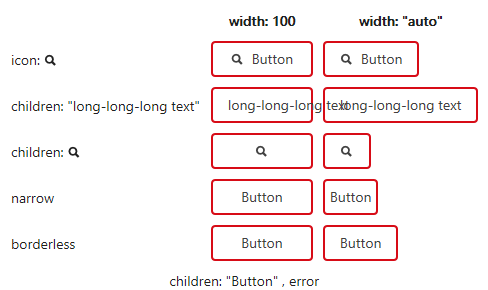 width: 100 width: "auto"
icon: Button Button
children: "long-long-long text" long-long-long text long-long-long text
children:
narrow Button Button
borderless Button Button
children: "Button" , error